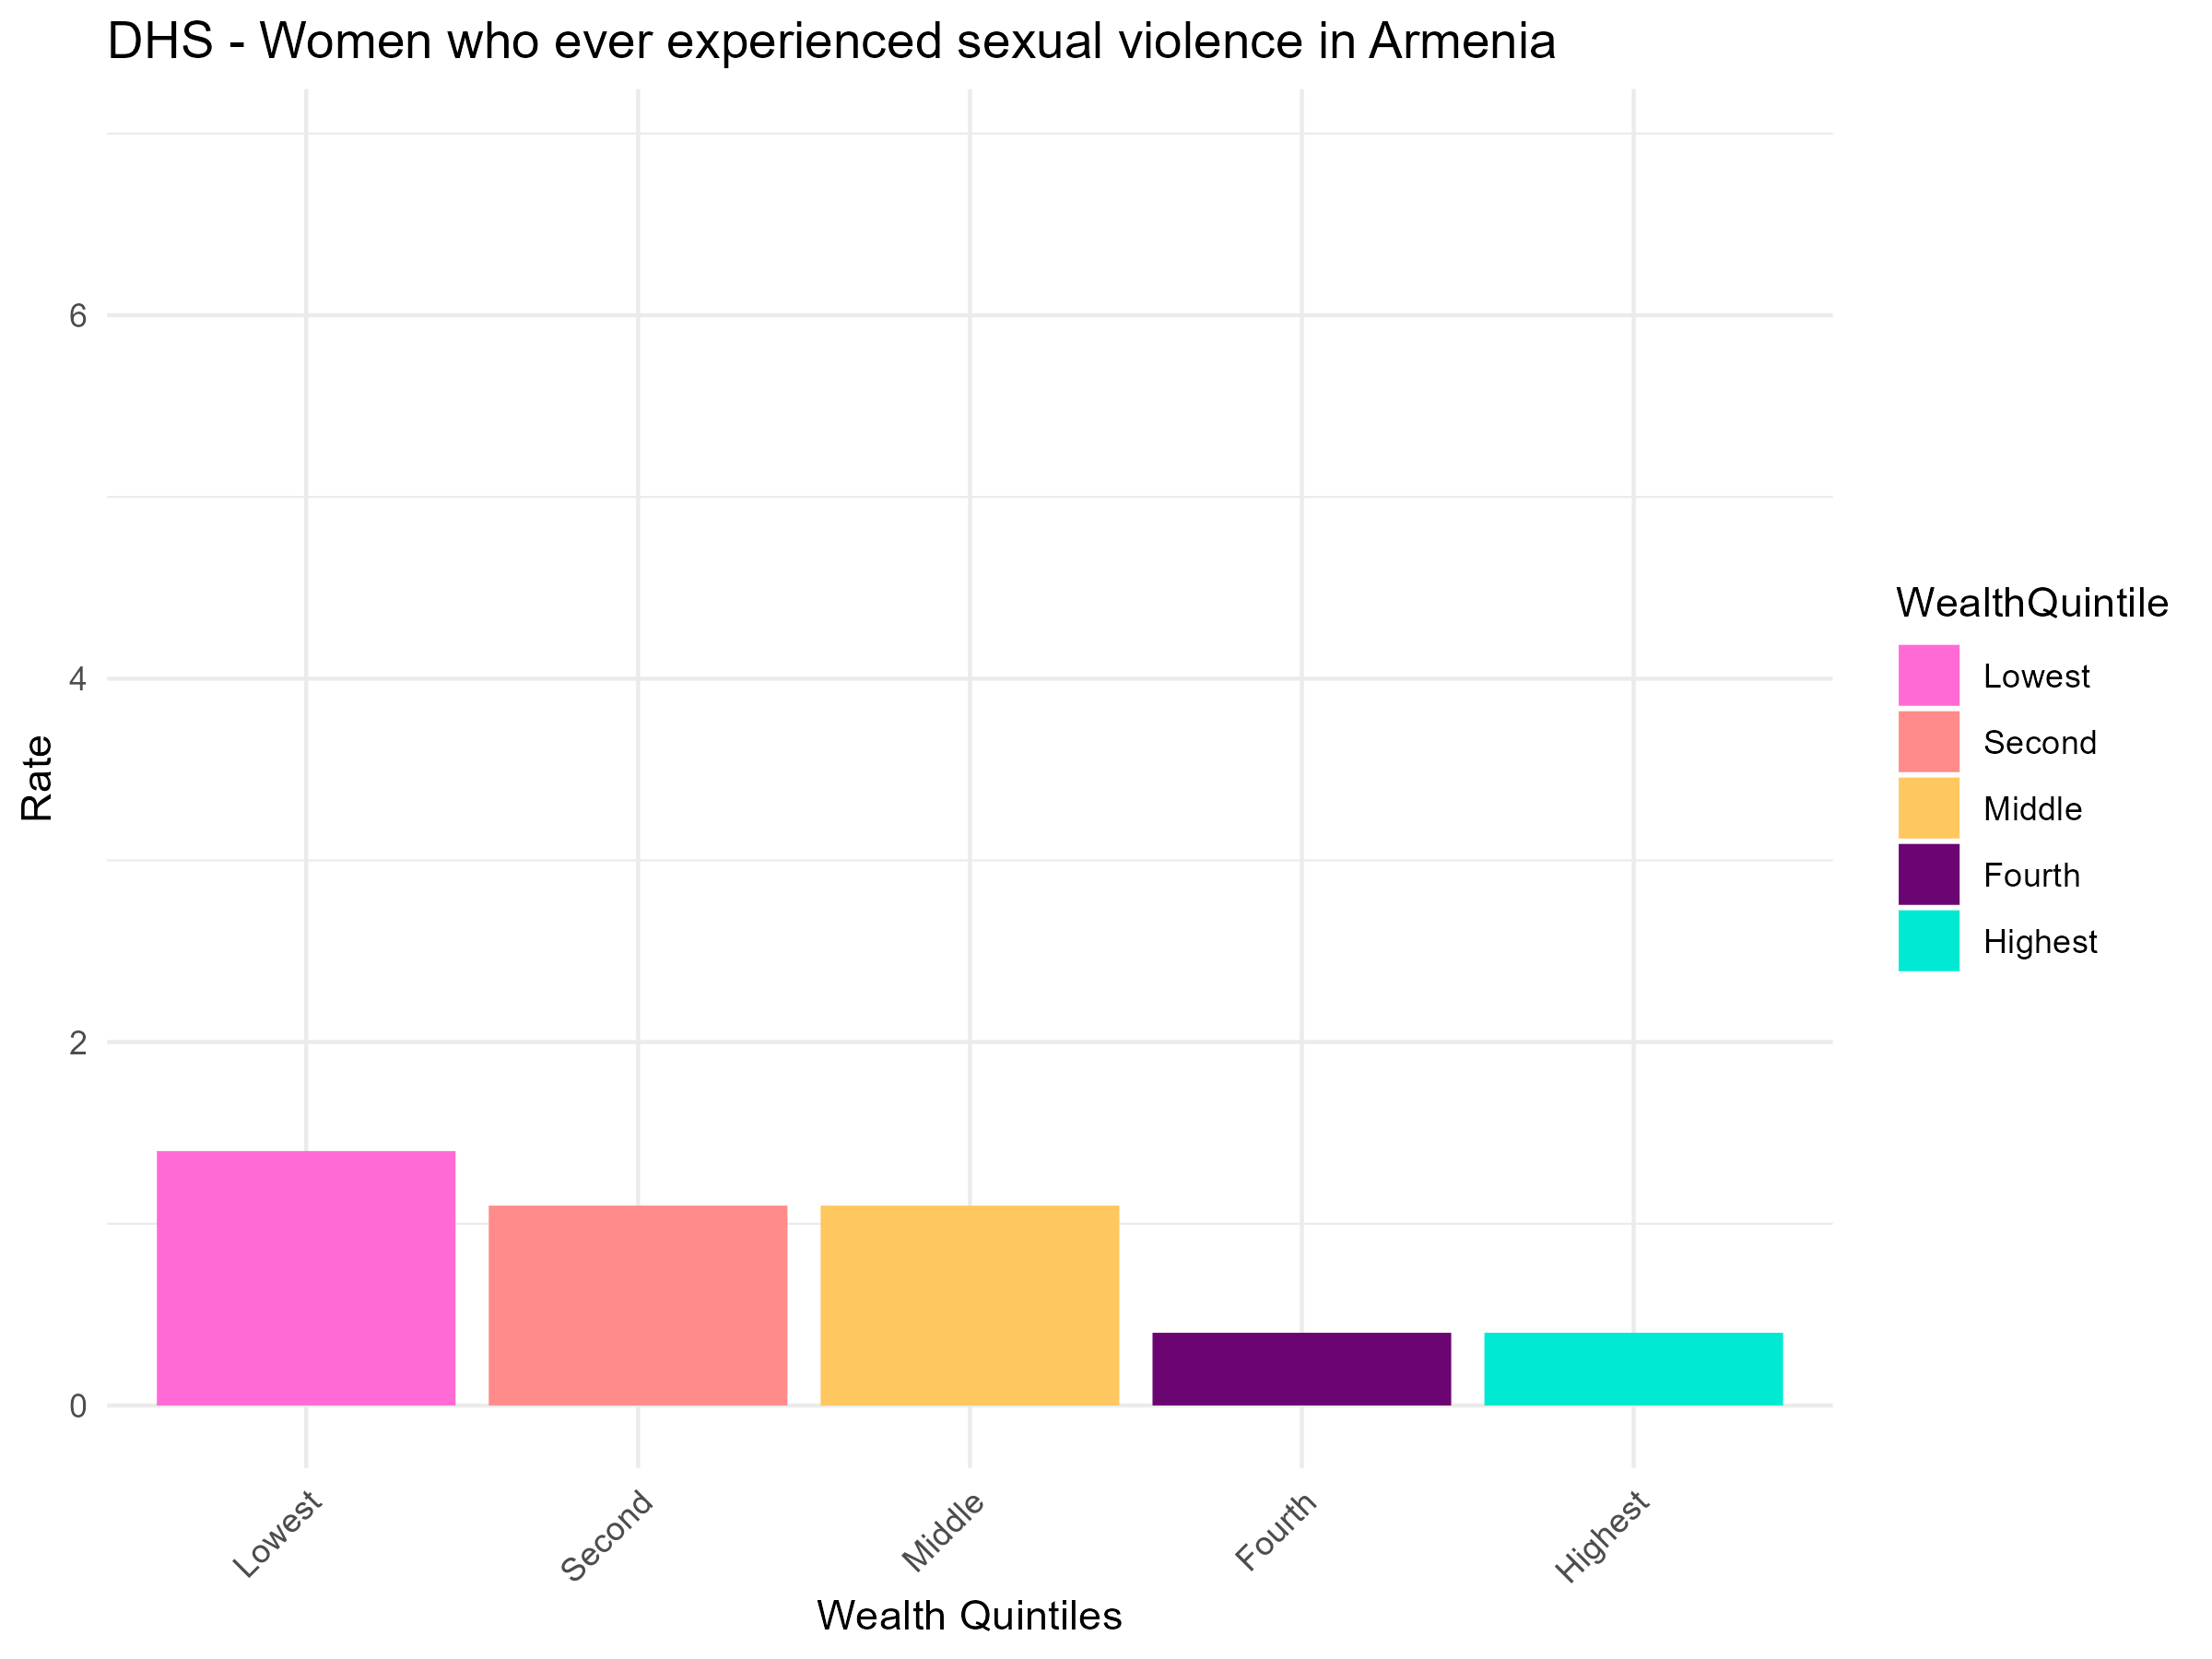 DHS - Women who ever experienced sexual violence in Armenia
6
4
2
0
Rate
Lowest
Second
Middle
Fourth
Highest
Wealth Quintiles
WealthQuintile
Lowest
Second
Middle
Fourth
Highest